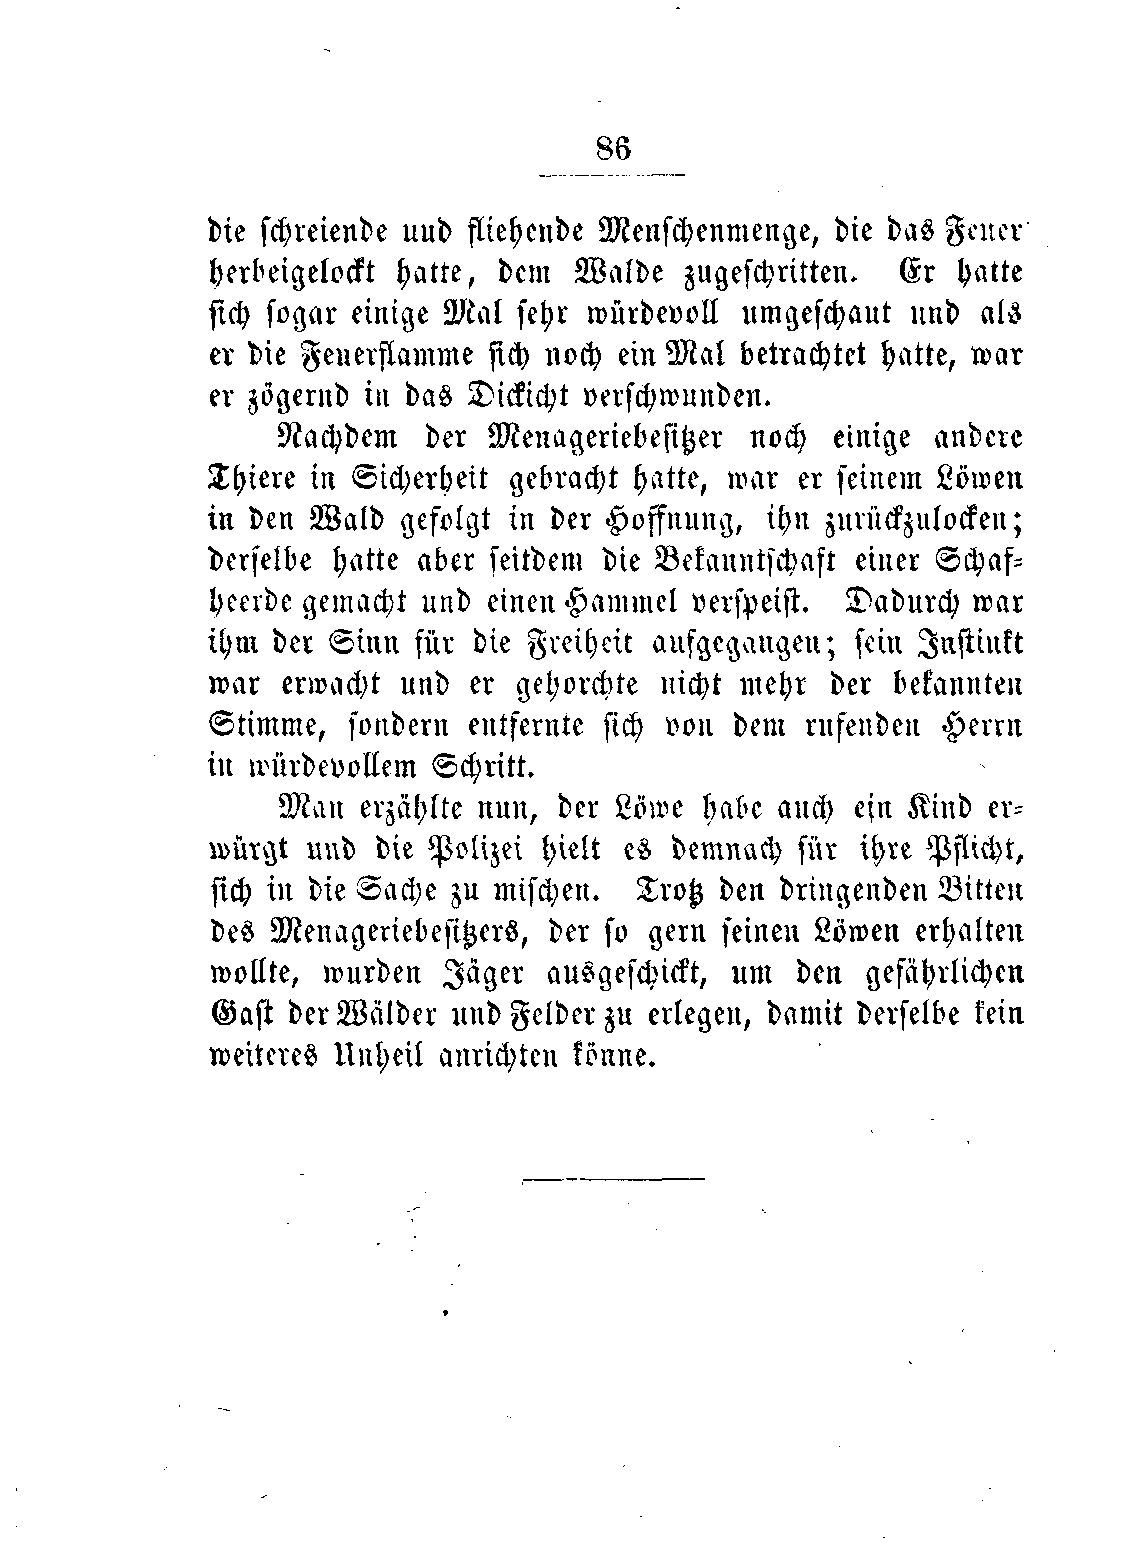 86
die schreiende und fliehende Menschenmenge, die das Feuer
herbeigelockt hatte, dem Walde zugeschritten. Er hatte
sich sogar einige Mal sehr würdevoll umgeschaut und als
er die Feuerflamme sich noch ein Mal betrachtet hatte, war
er zögernd in das Dickicht verschwunden.
Nachdem der Menageriebesitzer noch einige andere
Thiere in Sicherheit gebracht hatte, war er seinem Löwen
in den Wald gefolgt in der Hoffnung, ihn zurückzulocken;
derselbe hatte aber seitdem die Bekanntschaft einer Schaf-
heerde gemacht und einen Hammel verspeist. Dadurch war
ihm der Sinn für die Freiheit aufgegangen; sein Instinkt
war erwacht und er gehorchte nicht mehr der bekannten
Stimme, sondern entfernte sich von dem rufenden Herrn
in würdevollem Schritt.
Man erzählte nun, der Löwe habe auch ein Kind er-
würgt und die Polizei hielt es demnach für ihre Pflicht,
sich in die Sache zu mischen. Trotz den dringenden Bitten
des Menageriebesitzers, der so gern seinen Löwen erhalten
wollte, wurden Jäger ausgeschickt, um den gefährlichen
Gast der Wälder und Felder zu erlegen, damit derselbe kein
weiteres Unheil anrichten könne.